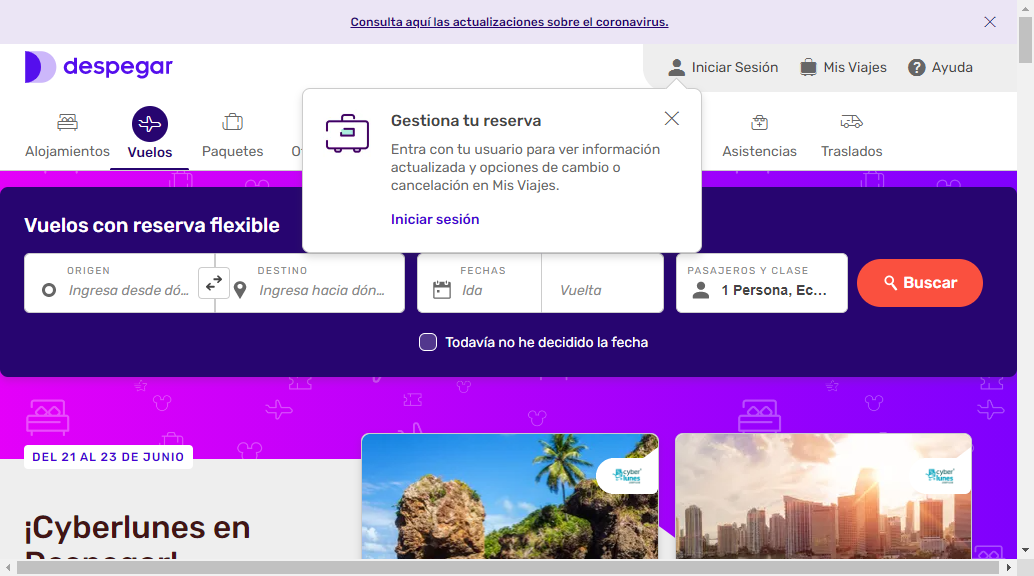 Consulta aquí las actualizaciones sobre el coronavirus.
despegar
Iniciar Sesión
Mis Viajes
Ayuda
Alojamientos
Vuelos
Paquetes
Asistencias
Traslados
Gestiona tu reserva
Entra con tu usuario para ver información
actualizada y opciones de cambio o
cancelación en Mis Viajes.
Iniciar sesión
Vuelos con reserva flexible
ORIGEN
Ingresa desde dó...
DESTINO
Ingresa hacia dón...
FECHAS
Ida
Vuelta
PASAJEROS Y CLASE
1 Persona, Ec...
Buscar
Todavía no he decidido la fecha
DEL 21 AL 23 DE JUNIO
cyber
lunes
cyber
lunes
¡Cyberlunes en
Despegar!